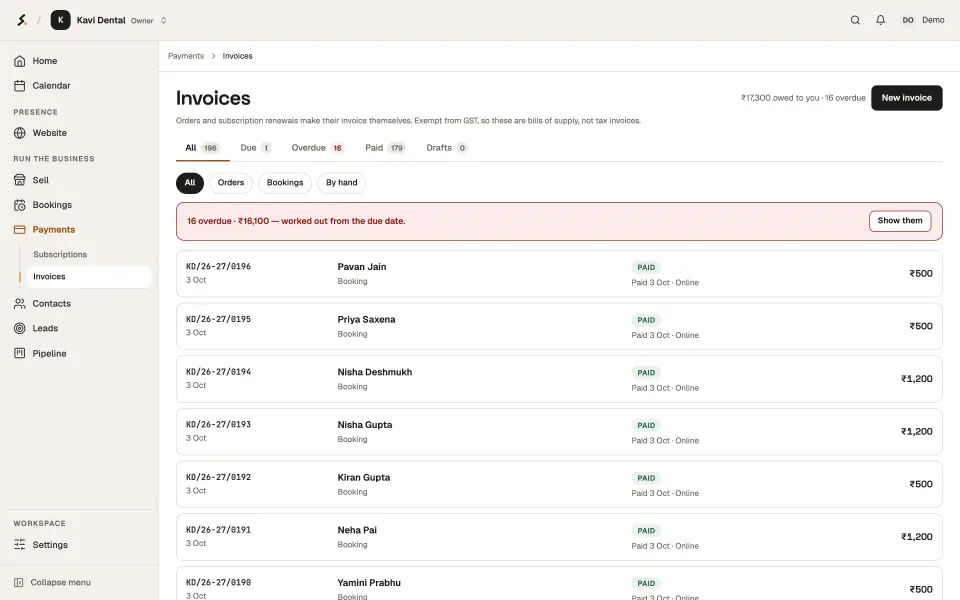 / K Kavi Dental Owner
DO Demo
Home
Calendar
PRESENCE
Website
RUN THE BUSINESS
Sell
Bookings
Payments
Subscriptions
Invoices
Contacts
Leads
Pipeline
WORKSPACE
Settings
Collapse menu
Payments > Invoices
Invoices
₹17,300 owed to you · 16 overdue
New invoice
Orders and subscription renewals make their invoice themselves. Exempt from GST, so these are bills of supply, not tax invoices.
All 196 Due 1 Overdue 16 Paid 179 Drafts 0
All Orders Bookings By hand
16 overdue · ₹16,100 — worked out from the due date.
Show them
KD/26-27/0196 Pavan Jain PAID ₹500
3 Oct Booking Paid 3 Oct · Online
KD/26-27/0195 Priya Saxena PAID ₹500
3 Oct Booking Paid 3 Oct · Online
KD/26-27/0194 Nisha Deshmukh PAID ₹1,200
3 Oct Booking Paid 3 Oct · Online
KD/26-27/0193 Nisha Gupta PAID ₹1,200
3 Oct Booking Paid 3 Oct · Online
KD/26-27/0192 Kiran Gupta PAID ₹500
3 Oct Booking Paid 3 Oct · Online
KD/26-27/0191 Neha Pai PAID ₹1,200
3 Oct Booking Paid 3 Oct · Online
KD/26-27/0190 Yamini Prabhu PAID ₹500
3 Oct Booking Paid 3 Oct · Online